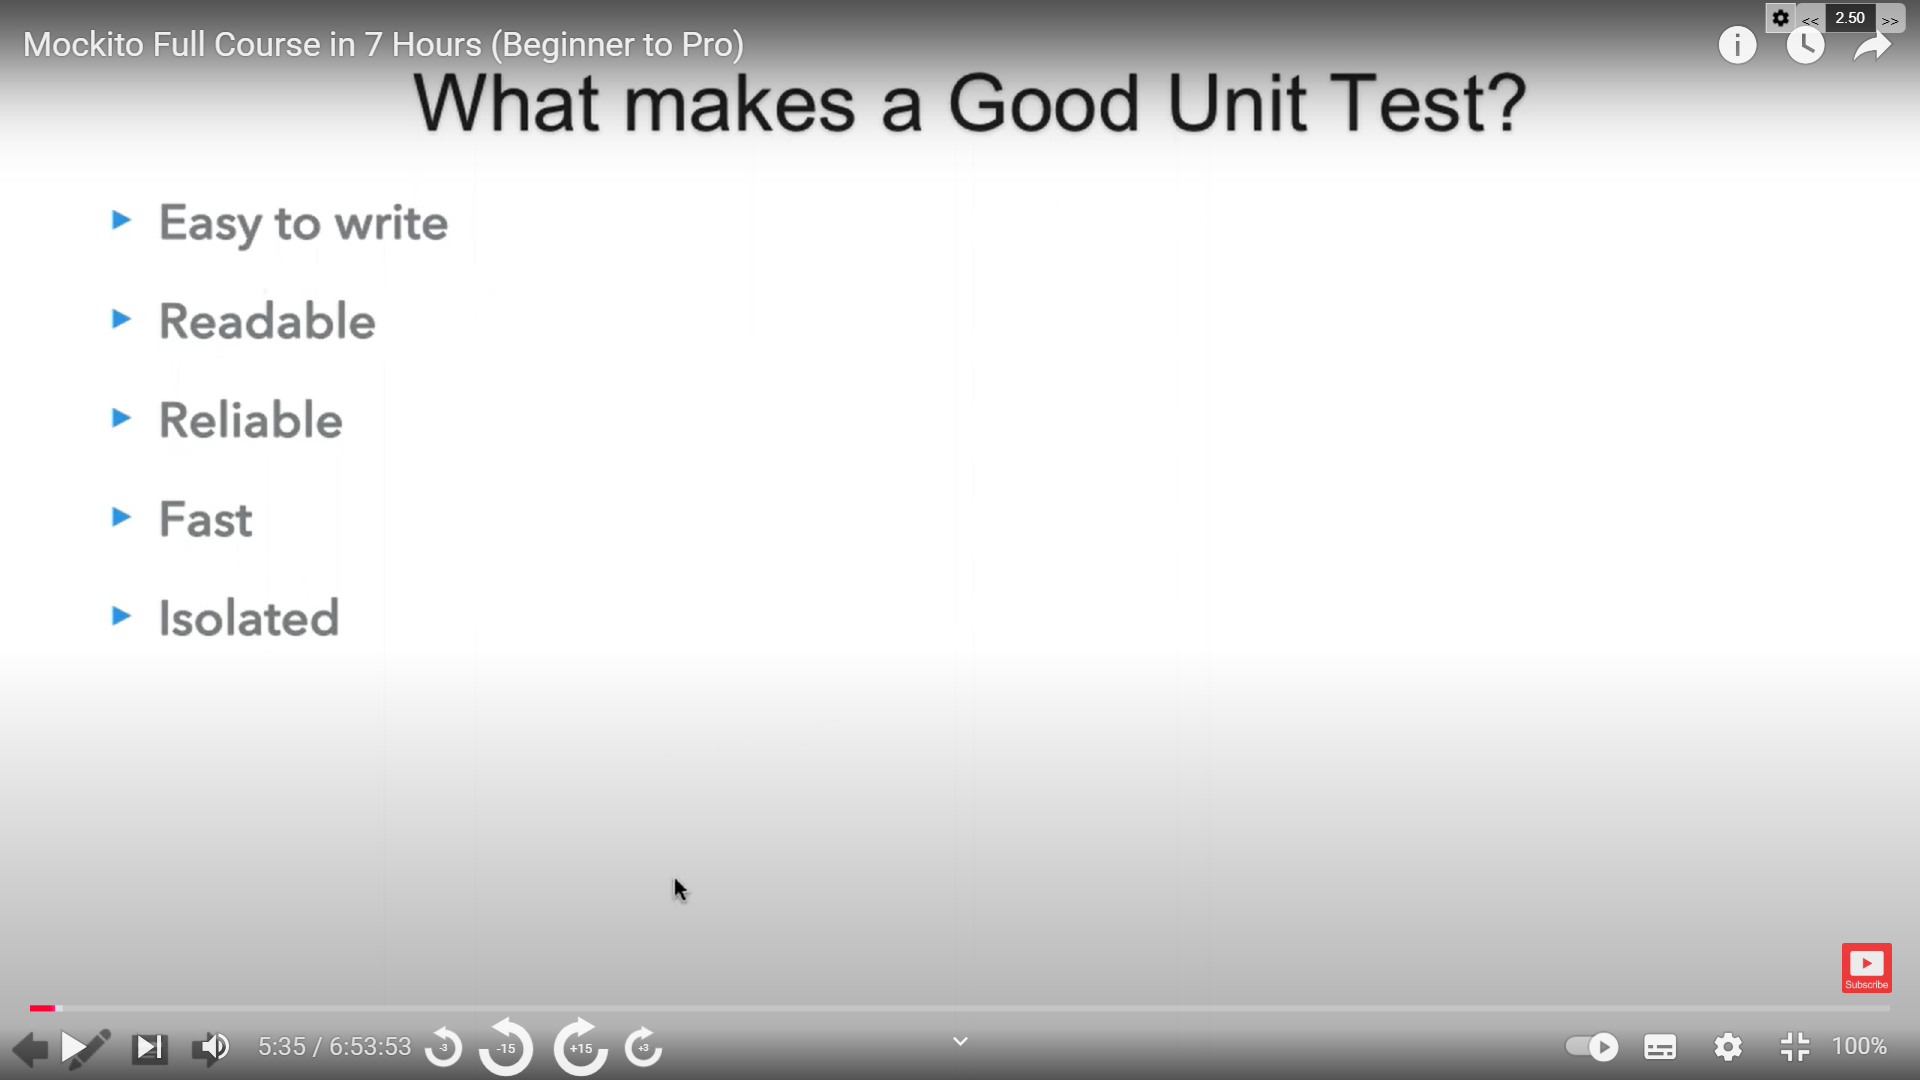 2.50
<< >>
Mockito Full Course in 7 Hours (Beginner to Pro)
What makes a Good Unit Test?
Easy to write
Readable
Reliable
Fast
Isolated
Subscribe
5:35 / 6:53:53
-3 -15 +15 +3
100%